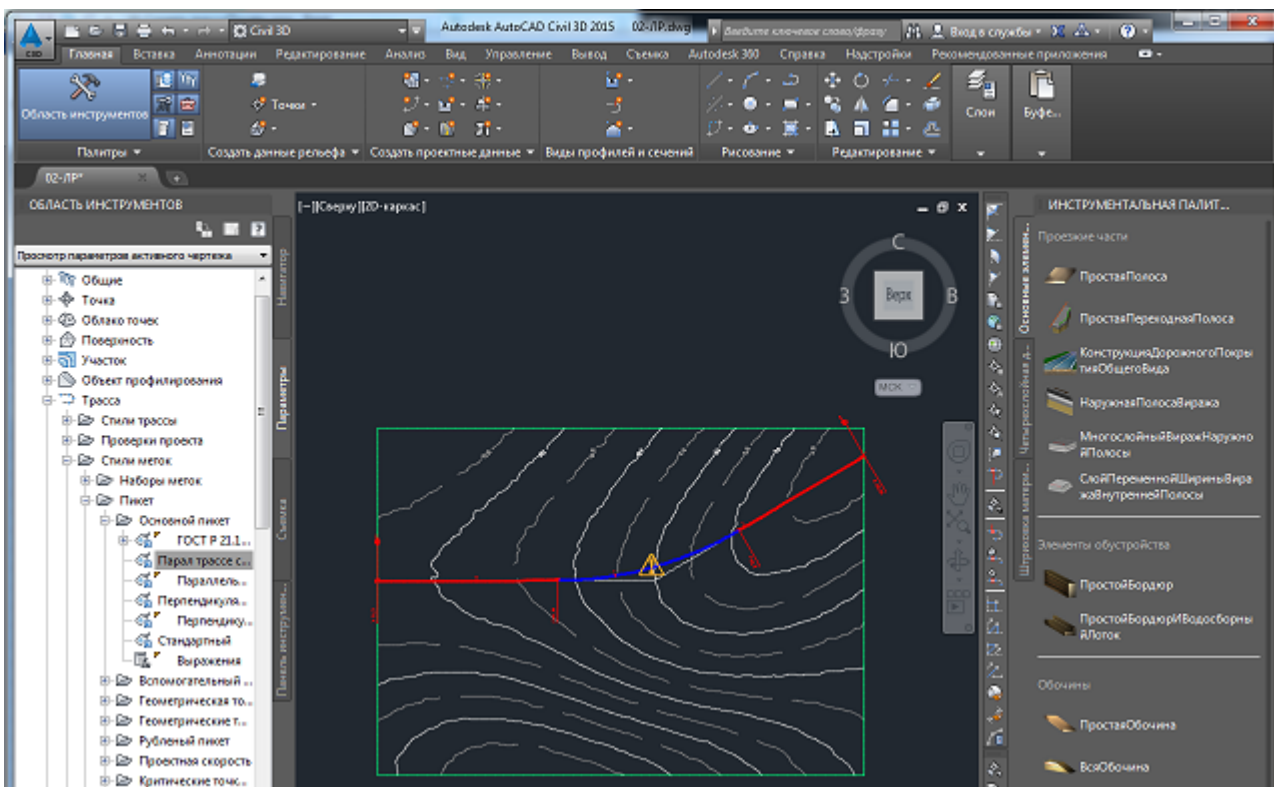 Civil 3D
Autodesk AutoCAD Civil 3D 2015 02-ЛР.dwg
Введите ключевое слово/фразу
Вход в службы
Главная Вставка Аннотации Редактирование Анализ Вид Управление Вывод Съемка Autodesk 360 Справка Надстройки Рекомендованные приложения
Область инструментов
Точки
Слои
Буфе...
Палитры
Создать данные рельефа
Создать проектные данные
Виды профилей и сечений
Рисование
Редактирование
02-ЛР*
ОБЛАСТЬ ИНСТРУМЕНТОВ
Просмотр параметров активного чертежа
Общие
Точка
Облако точек
Поверхность
Участок
Объект профилирования
Трасса
Стили трассы
Проверки проекта
Стили меток
Наборы меток
Пикет
Основной пикет
ГОСТ Р 21.1...
Парал трассе с...
Параллель...
Перпендикуля...
Перпендику...
Стандартный
Выражения
Вспомогательный ...
Геометрическая то...
Геометрические т...
Рубленый пикет
Проектная скорость
Критические точк...
Навигатор
Параметры
Съемка
Панель инструмен...
[−][Сверху][2D-каркас]
С
З
Верх
В
Ю
МСК
ИНСТРУМЕНТАЛЬНАЯ ПАЛИТ...
Основные элемен...
Четырехслойная д...
Штриховка матери...
Проезжие части
ПростаяПолоса
ПростаяПереходнаяПолоса
КонструкцияДорожногоПокры
тияОбщегоВида
НаружнаяПолосаВиража
МногослойныйВиражНаружно
йПолосы
СлойПеременнойШириныВира
жаВнутреннейПолосы
Элементы обустройства
ПростойБордюр
ПростойБордюрИВодосборны
йЛоток
Обочины
ПростаяОбочина
ВсяОбочина